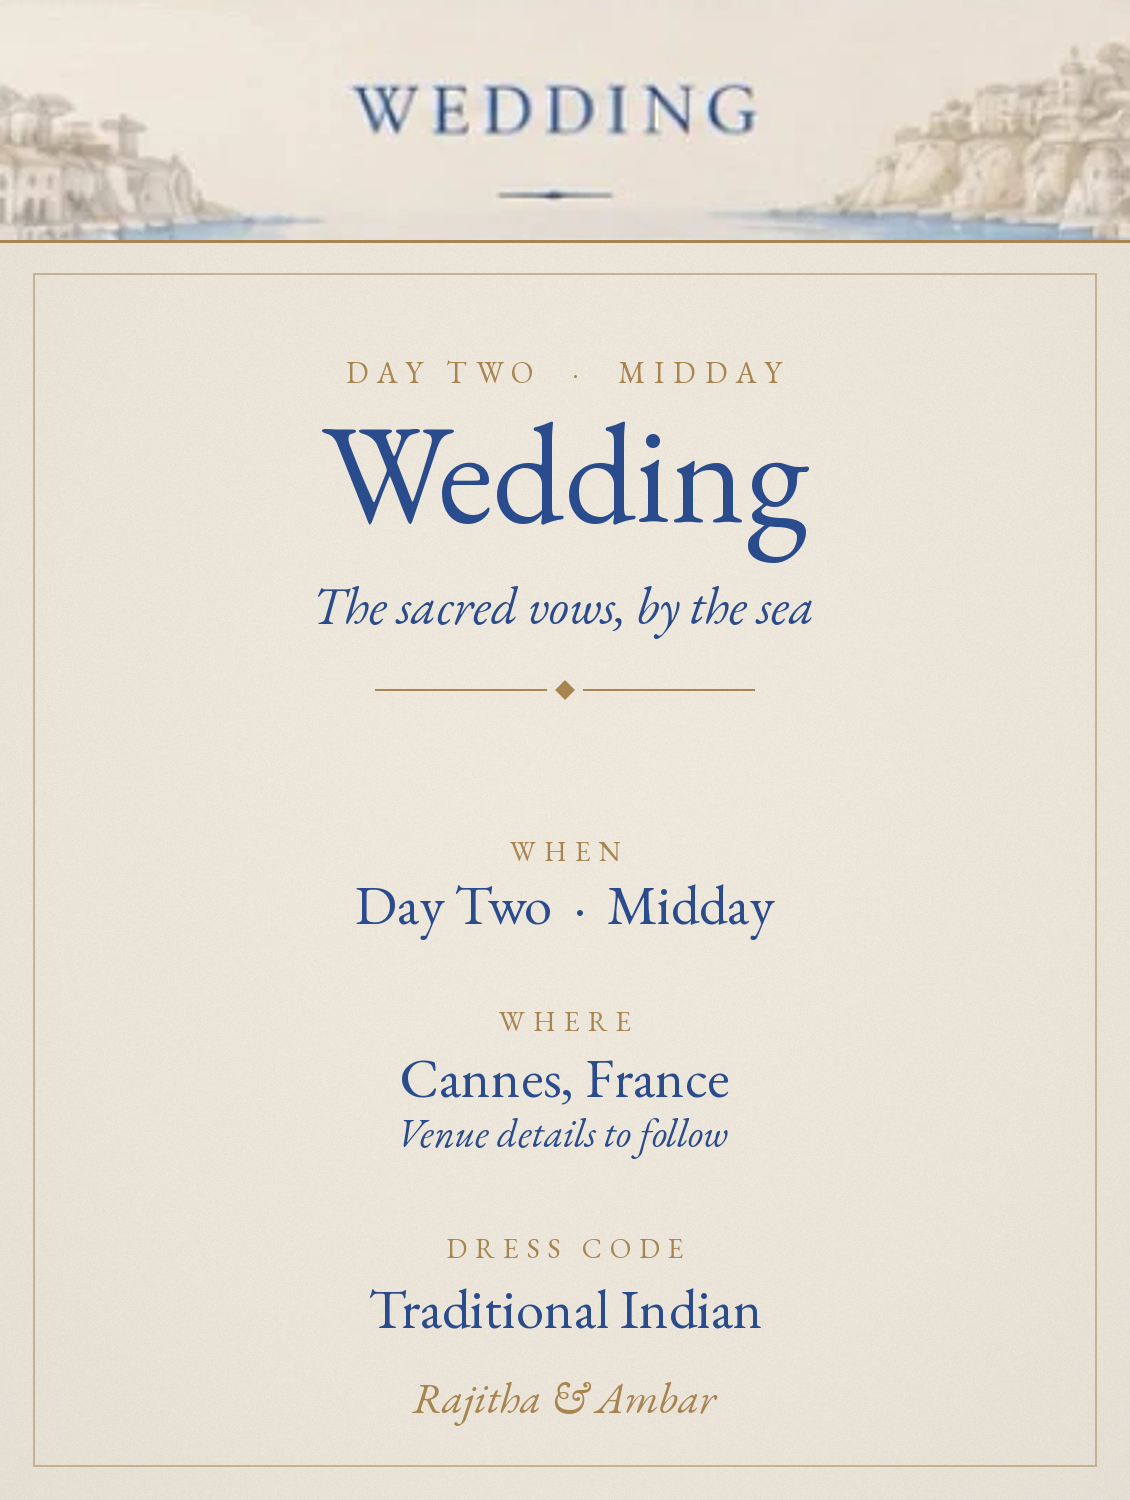 WEDDING
DAY TWO · MIDDAY
Wedding
The sacred vows, by the sea
WHEN
Day Two · Midday
WHERE
Cannes, France
Venue details to follow
DRESS CODE
Traditional Indian
Rajitha & Ambar